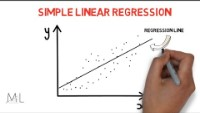 SIMPLE LINEAR REGRESSION
y
REGRESSION LINE
x
ML